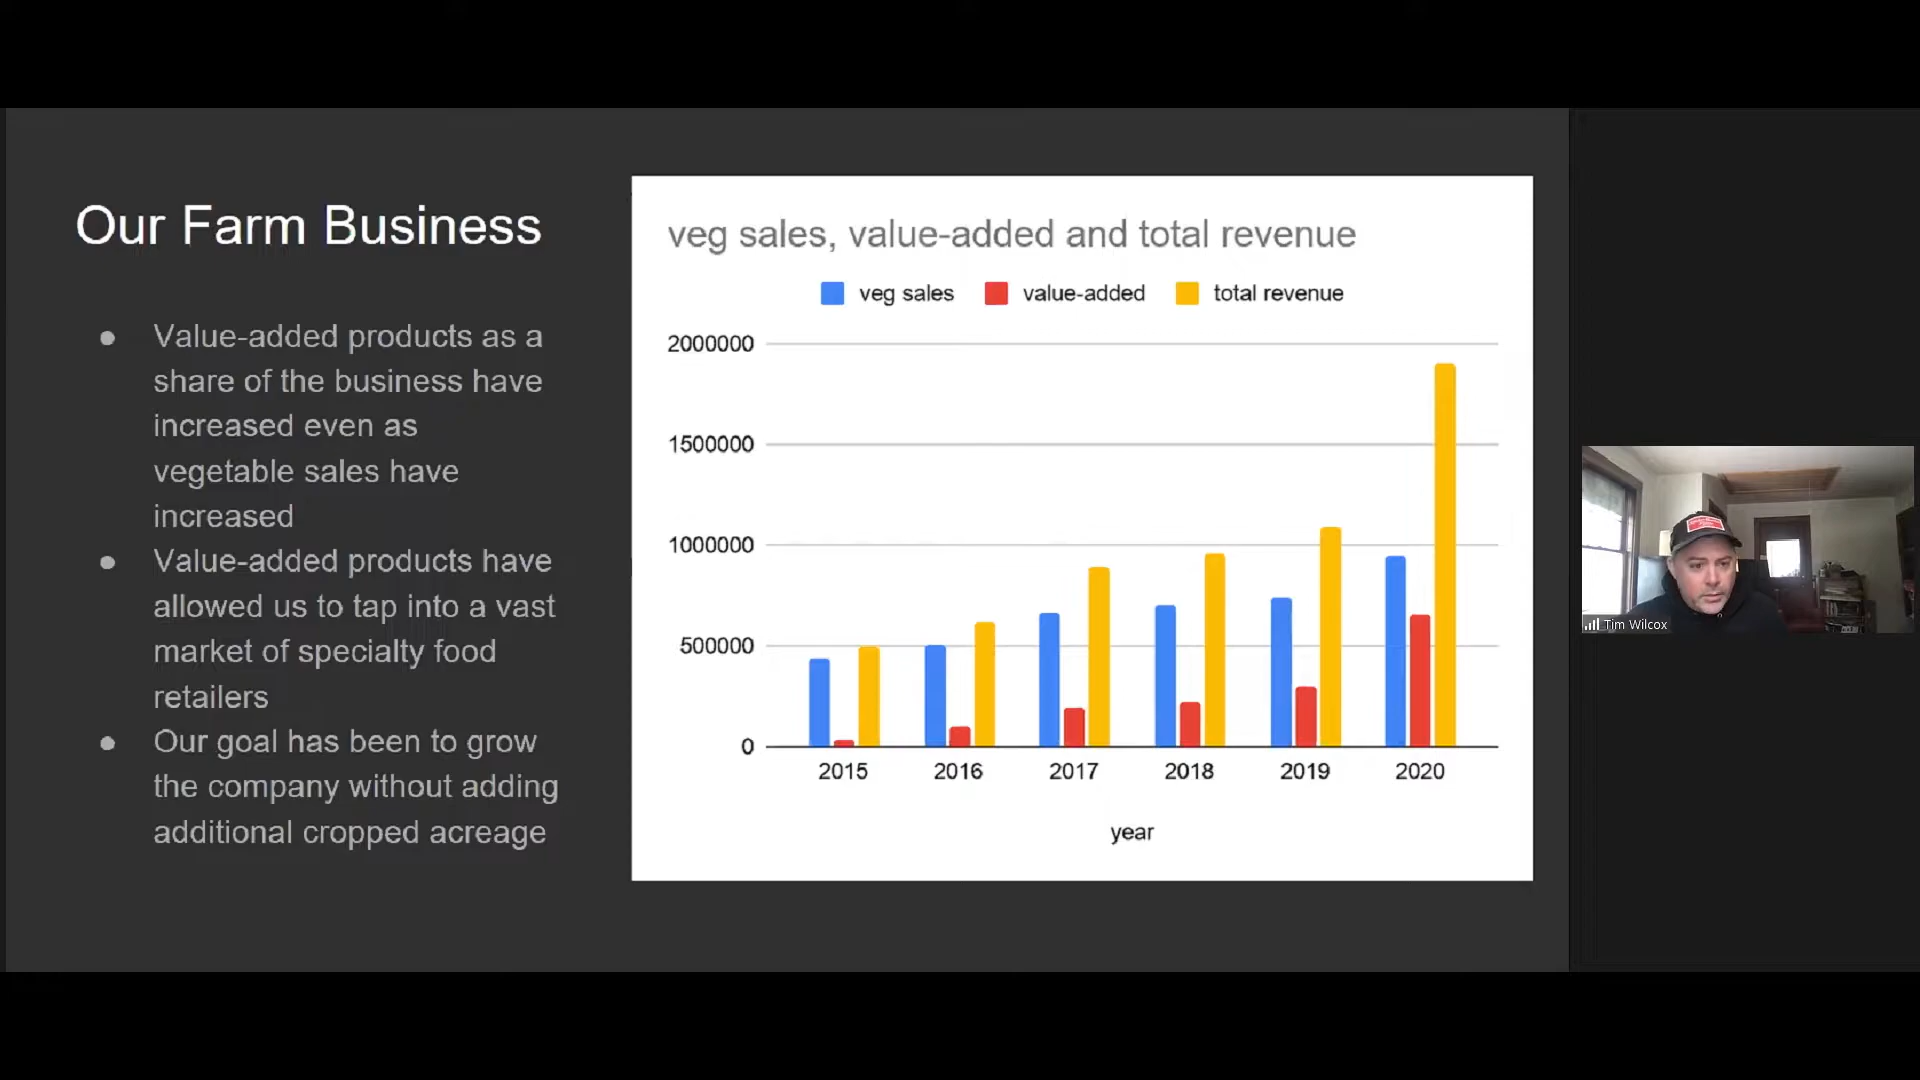 Our Farm Business
● Value-added products as a
share of the business have
increased even as
vegetable sales have
increased
● Value-added products have
allowed us to tap into a vast
market of specialty food
retailers
● Our goal has been to grow
the company without adding
additional cropped acreage
veg sales, value-added and total revenue
veg sales value-added total revenue
2000000
1500000
1000000
500000
0
2015 2016 2017 2018 2019 2020
year
Tim Wilcox